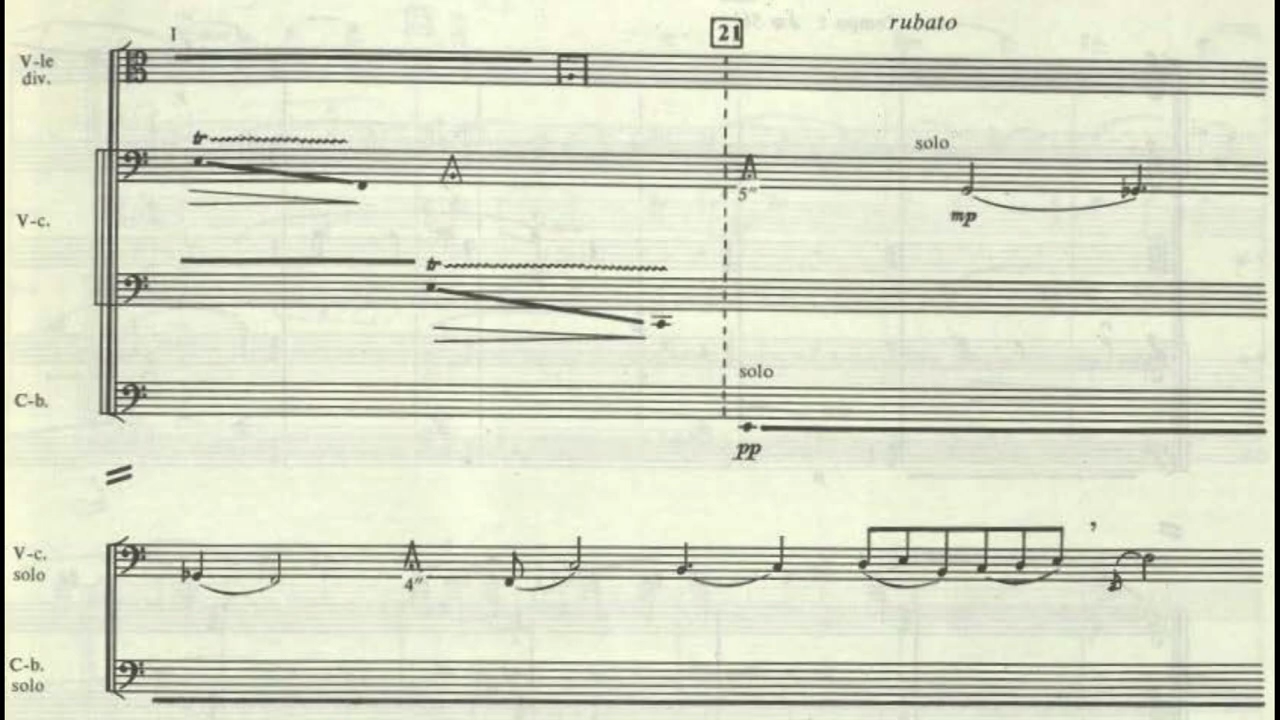 I 21 rubato
V-le
div.
tr
solo
5"
mp
V-c.
tr
solo
C-b.
pp
V-c.
solo
4"
C-b.
solo